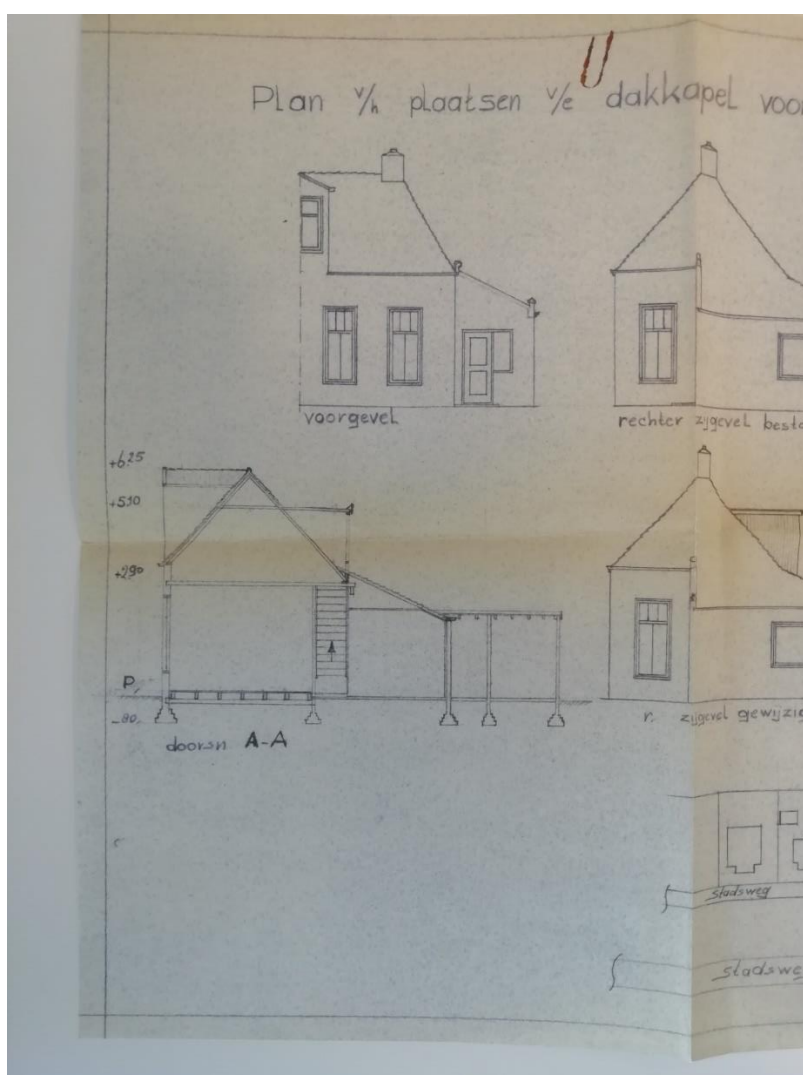 Plan v/h plaatsen v/e dakkapel voo
voorgevel
rechter zijgevel besta
+6.25
+5.10
+2.90
P.
-80.
doorsn A-A
r. zijgevel gewijzig
stadsweg
stadsweg